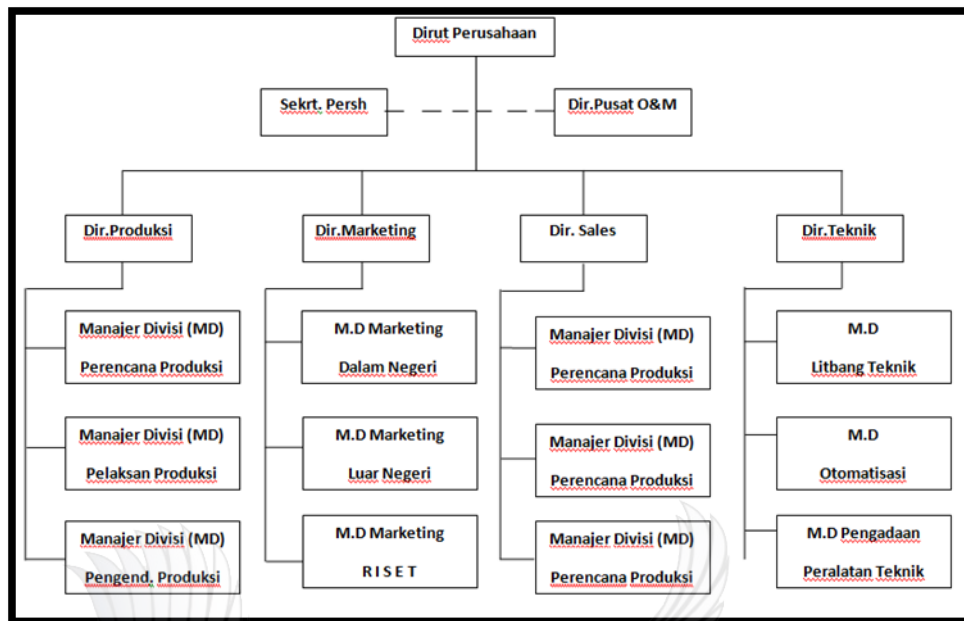 Dirut Perusahaan
Sekrt. Persh
Dir.Pusat O&M
Dir.Produksi
Dir.Marketing
Dir. Sales
Dir.Teknik
Manajer Divisi (MD)
Perencana Produksi
Manajer Divisi (MD)
Pelaksan Produksi
Manajer Divisi (MD)
Pengend. Produksi
M.D Marketing
Dalam Negeri
M.D Marketing
Luar Negeri
M.D Marketing
R I S E T
Manajer Divisi (MD)
Perencana Produksi
Manajer Divisi (MD)
Perencana Produksi
Manajer Divisi (MD)
Perencana Produksi
M.D
Litbang Teknik
M.D
Otomatisasi
M.D Pengadaan
Peralatan Teknik